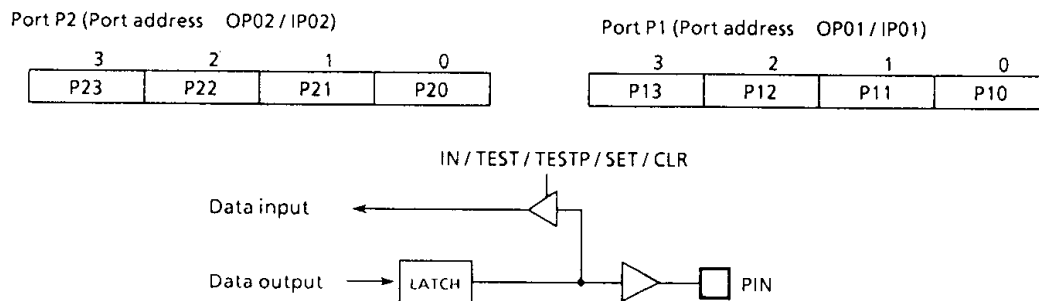 Port P2 (Port address OP02 / IP02)
3 2 1 0
P23 P22 P21 P20
Port P1 (Port address OP01 / IP01)
3 2 1 0
P13 P12 P11 P10
IN / TEST / TESTP / SET / CLR
Data input
Data output
LATCH
PIN